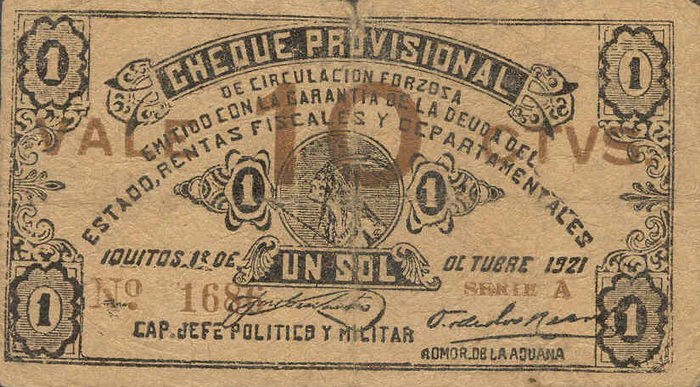 1
1
CHEQUE PROVISIONAL
DE CIRCULACION FORZOSA
EMITIDO CON LA GARANTIA DE LA DEUDA DEL
ESTADO, RENTAS FISCALES Y DEPARTAMENTALES
VALE 10 CTVS
1
1
IQUITOS, 1º DE OCTUBRE 1921
UN SOL
Nº SERIE A
1
1
CAP. JEFE POLITICO Y MILITAR
ADMOR. DE LA ADUANA